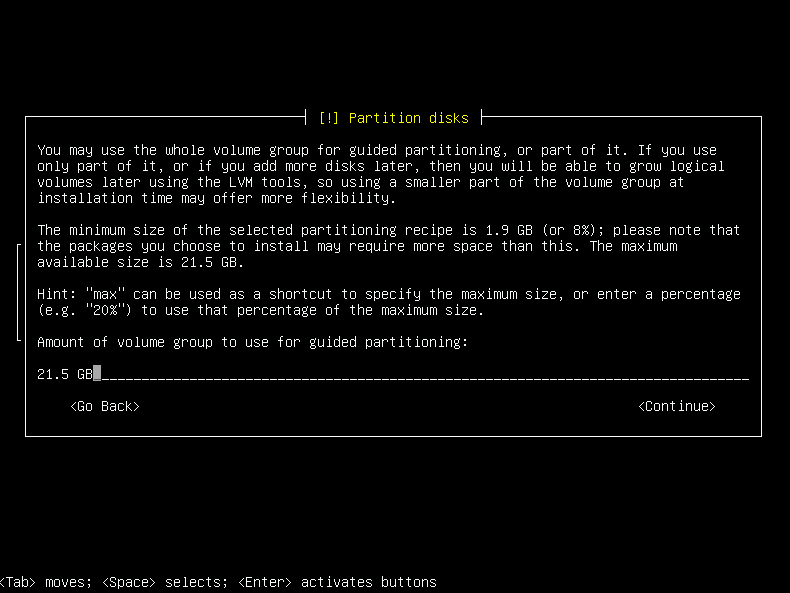 [!] Partition disks
You may use the whole volume group for guided partitioning, or part of it. If you use
only part of it, or if you add more disks later, then you will be able to grow logical
volumes later using the LVM tools, so using a smaller part of the volume group at
installation time may offer more flexibility.
The minimum size of the selected partitioning recipe is 1.9 GB (or 8%); please note that
the packages you choose to install may require more space than this. The maximum
available size is 21.5 GB.
Hint: "max" can be used as a shortcut to specify the maximum size, or enter a percentage
(e.g. "20%") to use that percentage of the maximum size.
Amount of volume group to use for guided partitioning:
21.5 GB
<Go Back> <Continue>
<Tab> moves; <Space> selects; <Enter> activates buttons